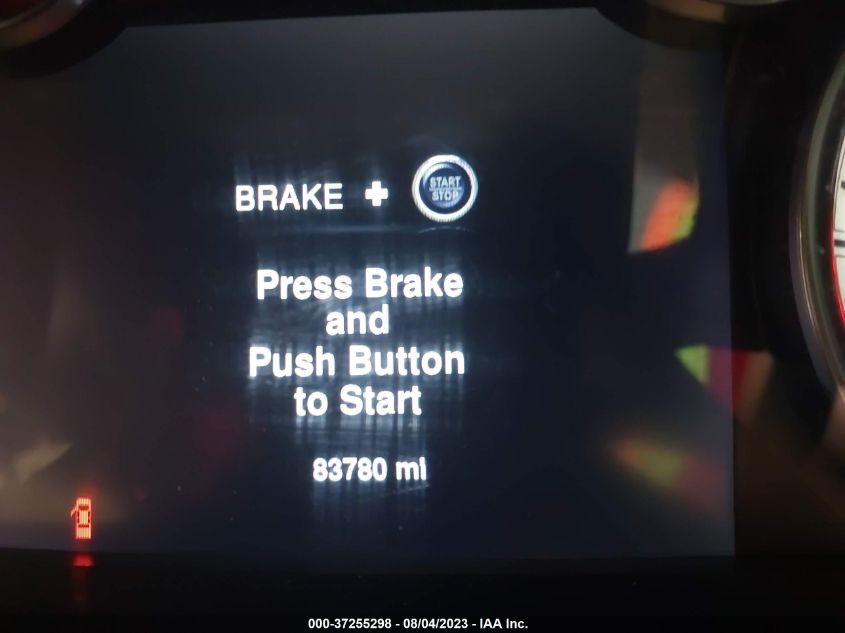 BRAKE + START STOP
Press Brake
and
Push Button
to Start
83780 mi
000-37255298 - 08/04/2023 - IAA Inc.